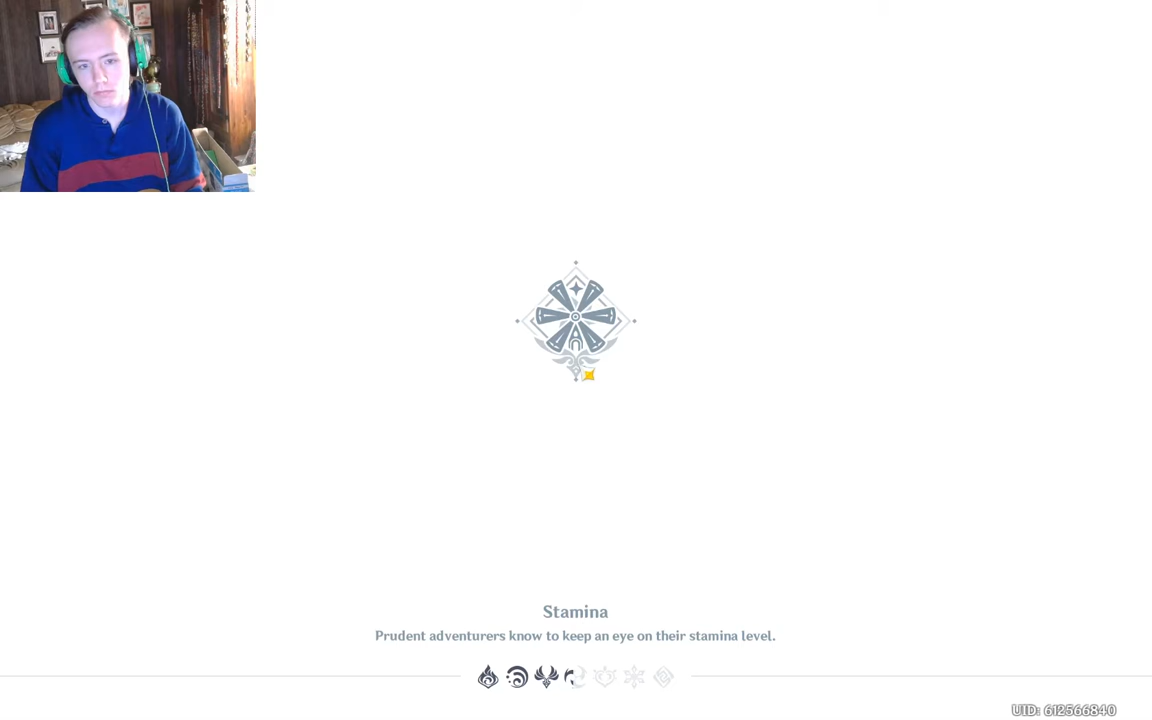 Stamina
Prudent adventurers know to keep an eye on their stamina level.
UID: 612566840